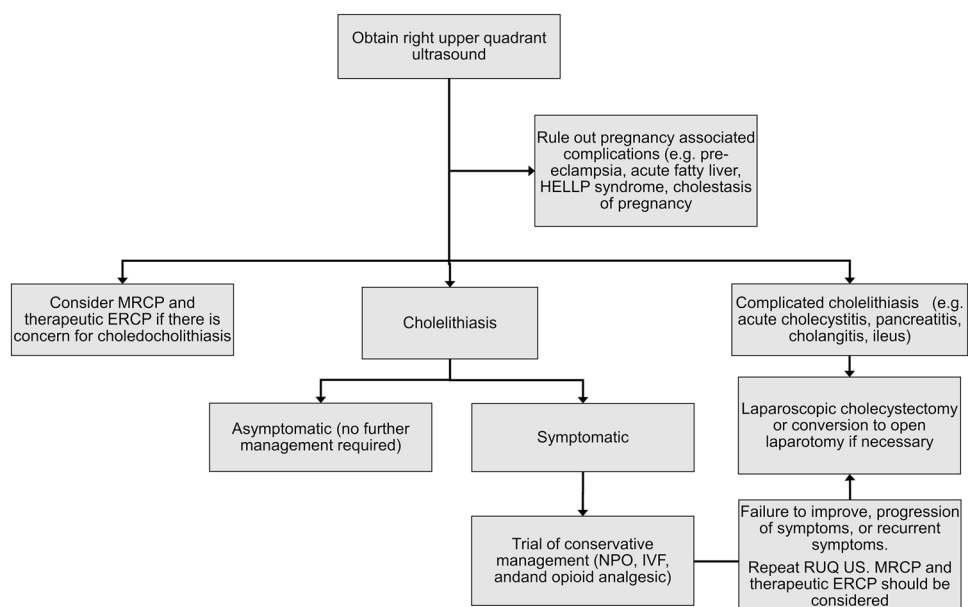 Obtain right upper quadrant
ultrasound
Rule out pregnancy associated
complications (e.g. pre-
eclampsia, acute fatty liver,
HELLP syndrome, cholestasis
of pregnancy
Consider MRCP and
therapeutic ERCP if there is
concern for choledocholithiasis
Cholelithiasis
Complicated cholelithiasis (e.g.
acute cholecystitis, pancreatitis,
cholangitis, ileus)
Asymptomatic (no further
management required)
Symptomatic
Laparoscopic cholecystectomy
or conversion to open
laparotomy if necessary
Trial of conservative
management (NPO, IVF,
andand opioid analgesic)
Failure to improve, progression
of symptoms, or recurrent
symptoms.
Repeat RUQ US. MRCP and
therapeutic ERCP should be
considered